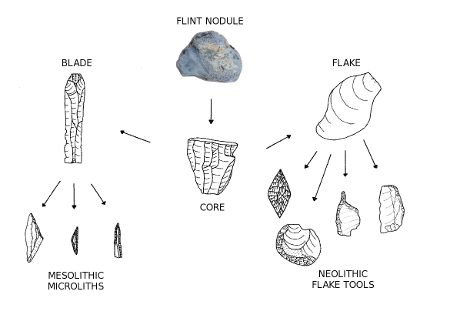 FLINT NODULE
BLADE
FLAKE
CORE
MESOLITHIC
MICROLITHS
NEOLITHIC
FLAKE TOOLS